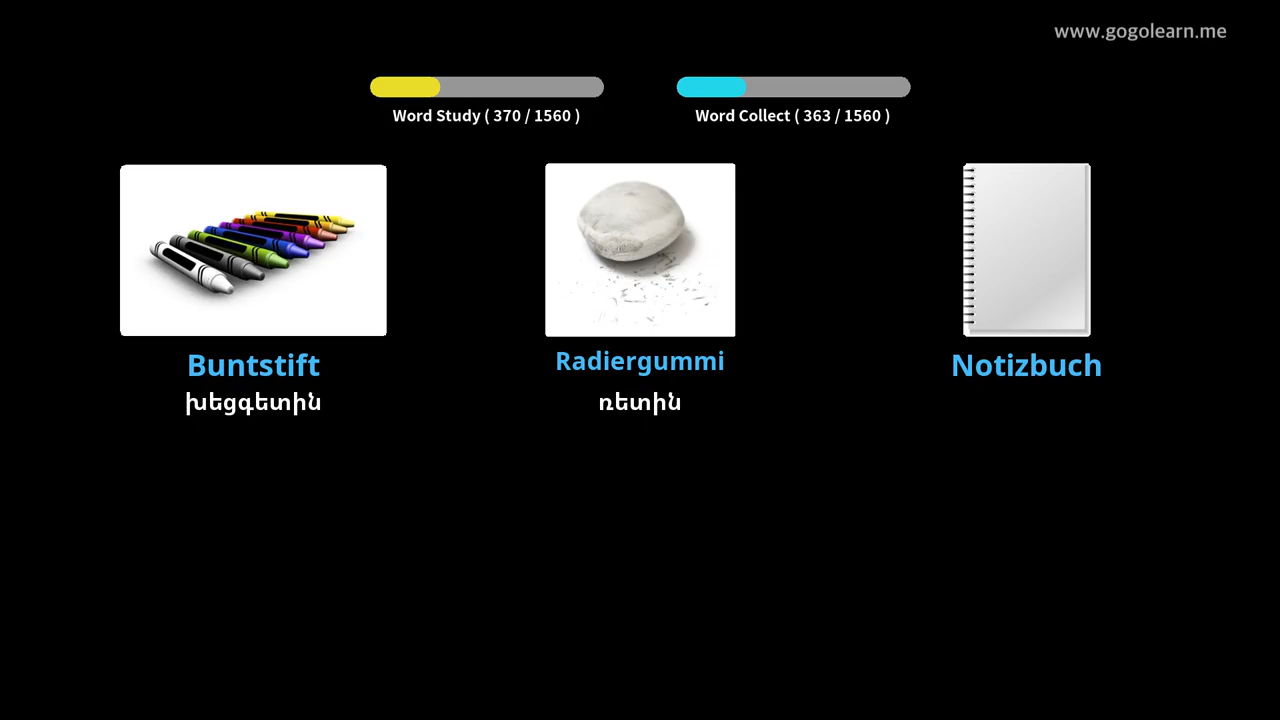 www.gogolearn.me
Word Study ( 370 / 1560 )
Word Collect ( 363 / 1560 )
Buntstift
Radiergummi
Notizbuch
խեցգետին
ռետին